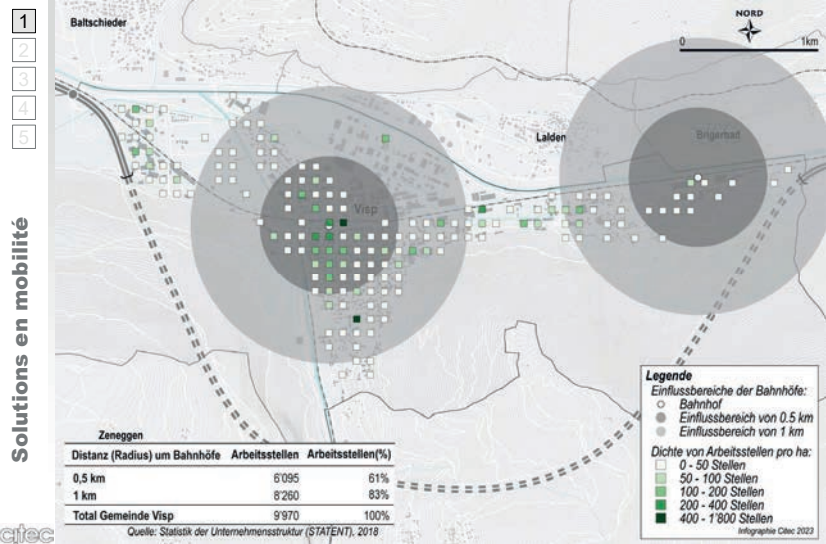 1
2
3
4
5
Solutions en mobilité
citec
Baltschieder
NORD
0 1km
Lalden
Brigerbad
Visp
Zeneggen
Distanz (Radius) um Bahnhöfe Arbeitsstellen Arbeitsstellen(%)
0,5 km 6'095 61%
1 km 8'260 83%
Total Gemeinde Visp 9'970 100%
Quelle: Statistik der Unternehmensstruktur (STATENT), 2018
Legende
Einflussbereiche der Bahnhöfe:
Bahnhof
Einflussbereich von 0.5 km
Einflussbereich von 1 km
Dichte von Arbeitsstellen pro ha:
0 - 50 Stellen
50 - 100 Stellen
100 - 200 Stellen
200 - 400 Stellen
400 - 1'800 Stellen
Infographie Citec 2023